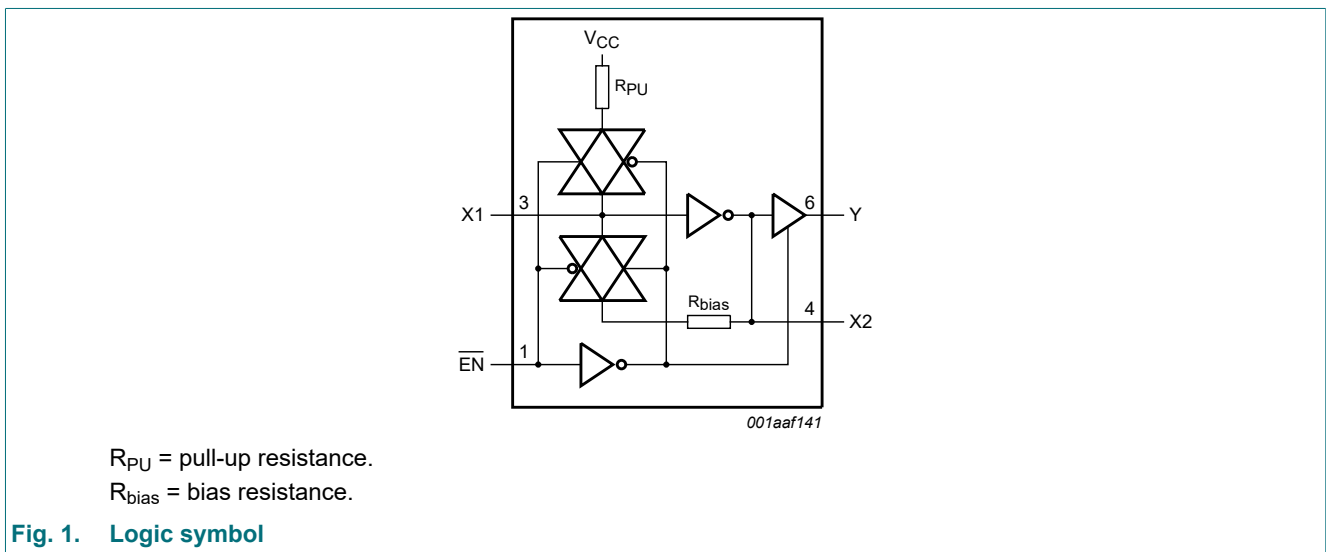 VCC
RPU
X1 3
6 Y
Rbias
4 X2
EN 1
001aaf141
RPU = pull-up resistance.
Rbias = bias resistance.
Fig. 1. Logic symbol